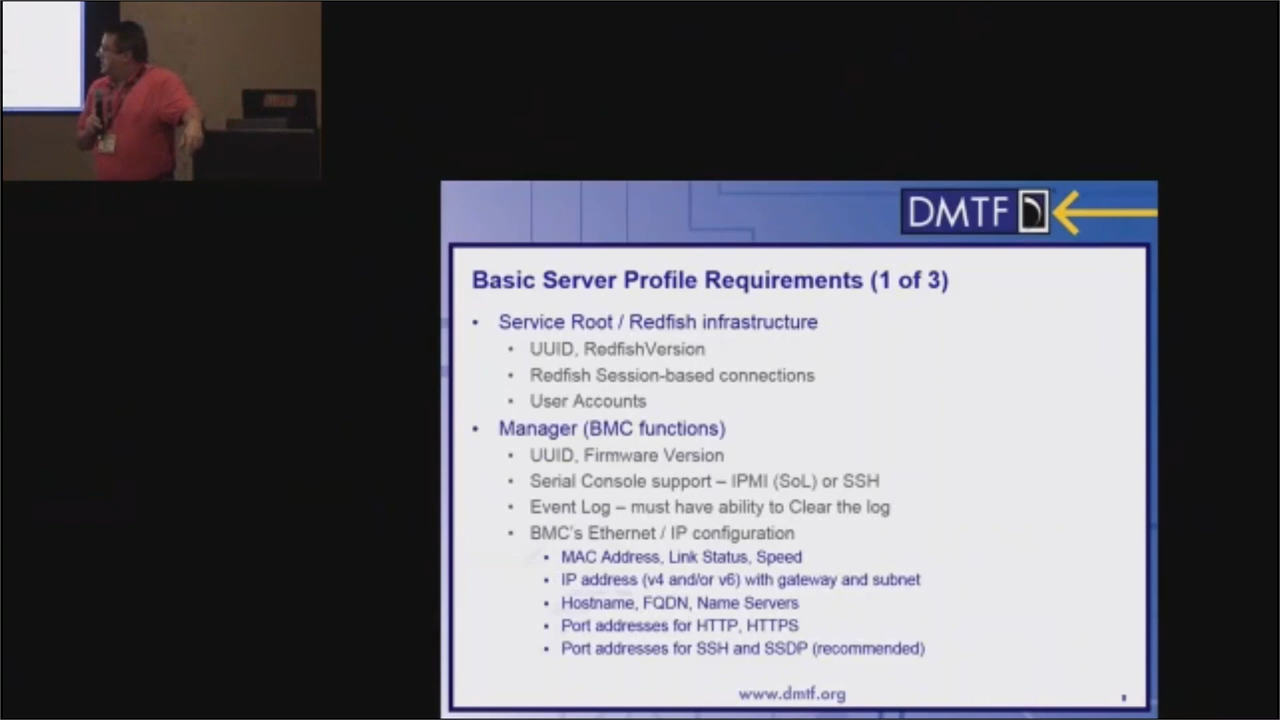 DMTF
Basic Server Profile Requirements (1 of 3)
• Service Root / Redfish infrastructure
• UUID, RedfishVersion
• Redfish Session-based connections
• User Accounts
• Manager (BMC functions)
• UUID, Firmware Version
• Serial Console support – IPMI (SoL) or SSH
• Event Log – must have ability to Clear the log
• BMC's Ethernet / IP configuration
• MAC Address, Link Status, Speed
• IP address (v4 and/or v6) with gateway and subnet
• Hostname, FQDN, Name Servers
• Port addresses for HTTP, HTTPS
• Port addresses for SSH and SSDP (recommended)
www.dmtf.org